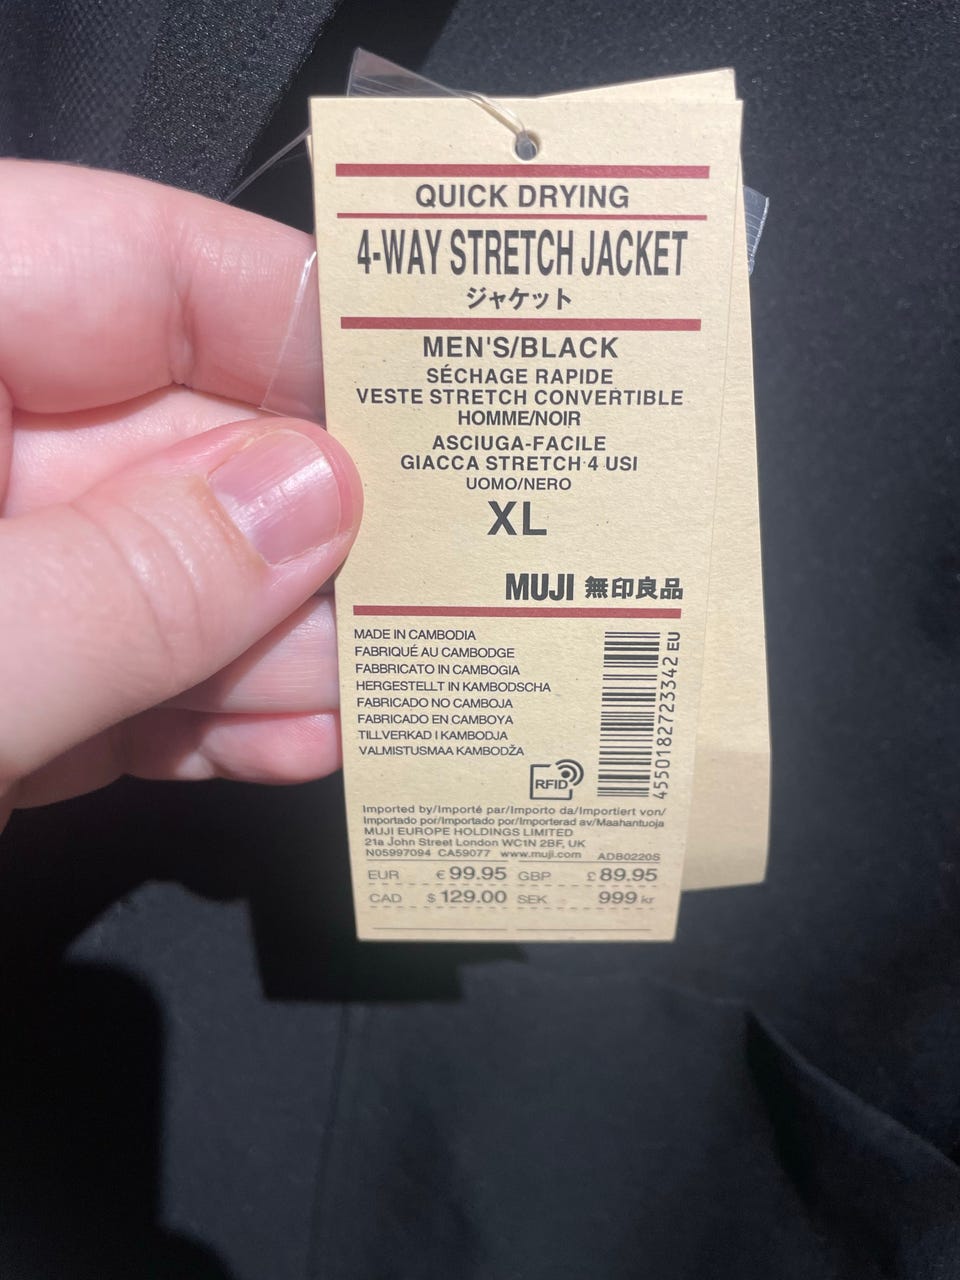 QUICK DRYING
4-WAY STRETCH JACKET
ジャケット
MEN'S/BLACK
SÉCHAGE RAPIDE
VESTE STRETCH CONVERTIBLE
HOMME/NOIR
ASCIUGA-FACILE
GIACCA STRETCH 4 USI
UOMO/NERO
XL
MUJI 無印良品
MADE IN CAMBODIA
FABRIQUÉ AU CAMBODGE
FABBRICATO IN CAMBOGIA
HERGESTELLT IN KAMBODSCHA
FABRICADO NO CAMBOJA
FABRICADO EN CAMBOYA
TILLVERKAD I KAMBODJA
VALMISTUSMAA KAMBODŽA
RFID
4550182723342 EU
Imported by/Importé par/Importo da/Importiert von/
Importado por/Importado por/Importerad av/Maahantuoja
MUJI EUROPE HOLDINGS LIMITED
21a John Street London WC1N 2BF, UK
N05997094 CA59077 www.muji.com ADB0220S
EUR € 99.95 GBP £ 89.95
CAD $ 129.00 SEK 999 kr